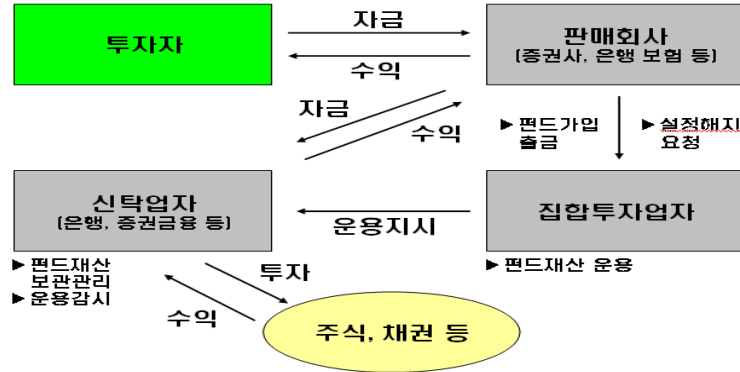 투자자
자금
수익
판매회사
(증권사, 은행 보험 등)
자금
수익
▶ 펀드가입
출금
▶ 설정해지
요청
신탁업자
(은행, 증권금융 등)
운용지시
집합투자업자
▶ 펀드재산
보관관리
▶ 운용감시
투자
수익
▶ 펀드재산 운용
주식, 채권 등